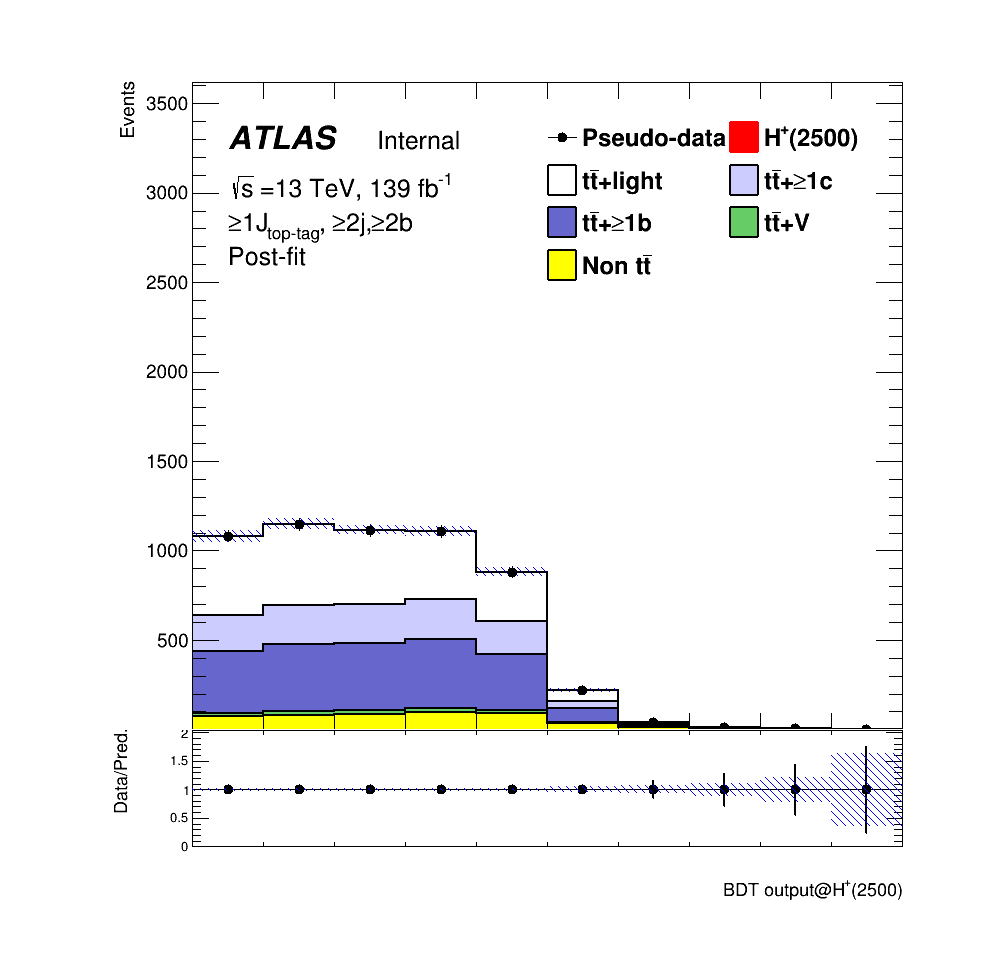 Events
3500
3000
2500
2000
1500
1000
500
ATLAS Internal
√s =13 TeV, 139 fb⁻¹
≥1J_top-tag, ≥2j,≥2b
Post-fit
Pseudo-data
H⁺(2500)
tt̄+light
tt̄+≥1c
tt̄+≥1b
tt̄+V
Non tt̄
Data/Pred.
2
1.5
1
0.5
0
BDT output@H⁺(2500)